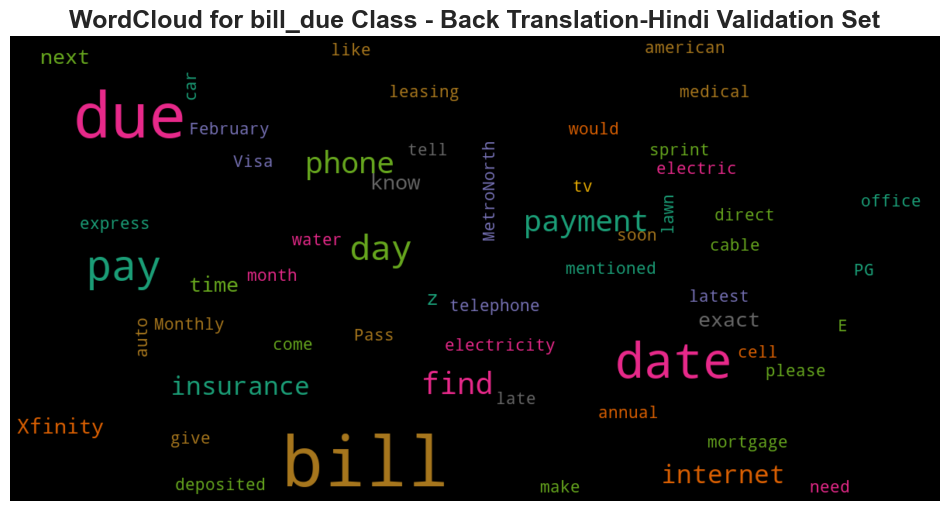 WordCloud for bill_due Class - Back Translation-Hindi Validation Set
next
like
american
car
leasing
medical
due
February
would
Visa
phone
tell
know
MetroNorth
sprint
electric
tv
lawn
office
express
water
day
payment
soon
direct
cable
pay
time
month
mentioned
PG
z
telephone
latest
exact
E
auto
Monthly
Pass
come
electricity
date
cell
please
insurance
find
late
annual
Xfinity
give
bill
mortgage
internet
deposited
make
need